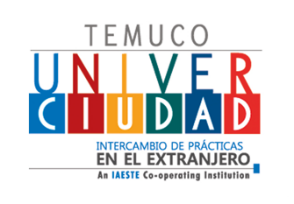 TEMUCO
UNIVER
CIUDAD
INTERCAMBIO DE PRÁCTICAS
EN EL EXTRANJERO
An IAESTE Co-operating Institution